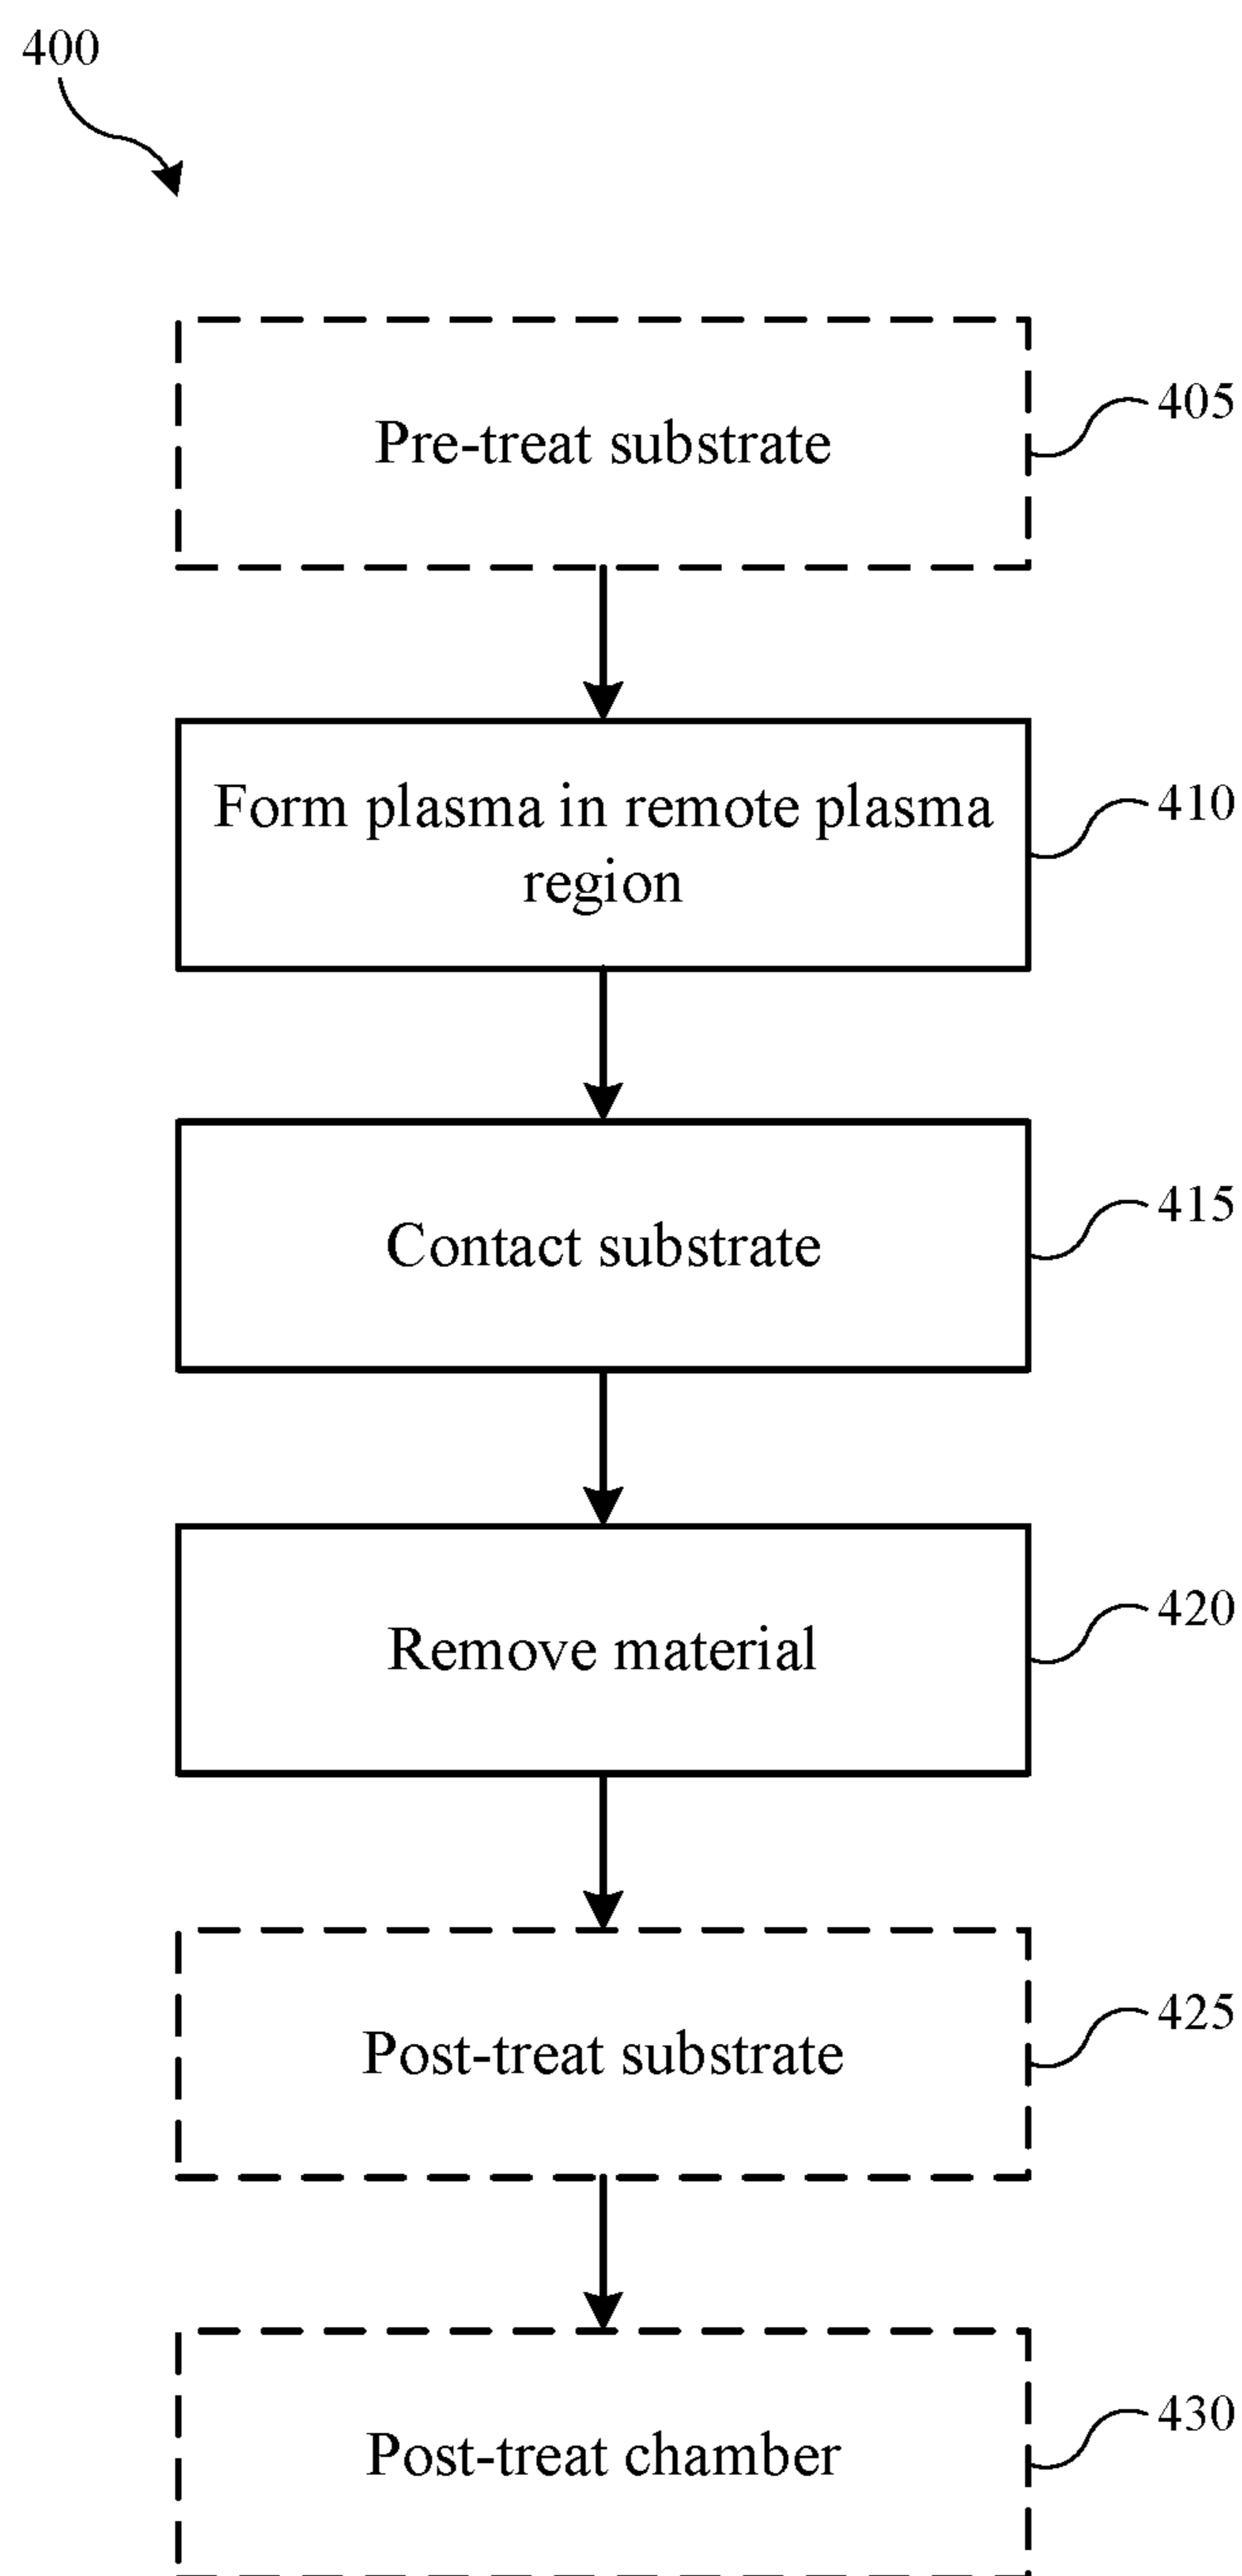 400
Pre-treat substrate
405
Form plasma in remote plasma
region
410
Contact substrate
415
Remove material
420
Post-treat substrate
425
Post-treat chamber
430